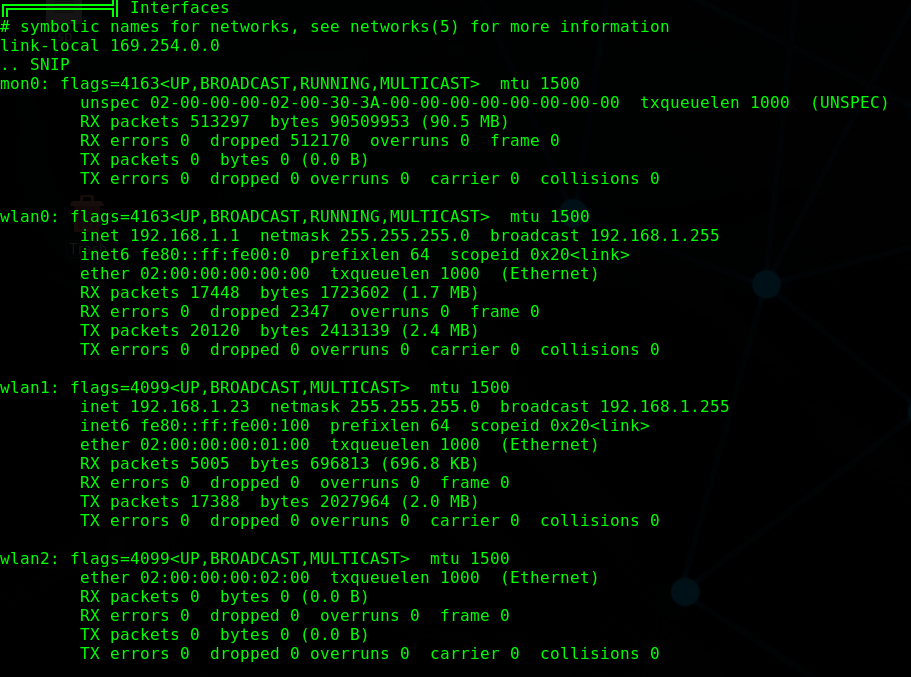 ╔══════════╣ Interfaces
# symbolic names for networks, see networks(5) for more information
link-local 169.254.0.0
.. SNIP
mon0: flags=4163<UP,BROADCAST,RUNNING,MULTICAST>  mtu 1500
        unspec 02-00-00-00-02-00-30-3A-00-00-00-00-00-00-00-00  txqueuelen 1000  (UNSPEC)
        RX packets 513297  bytes 90509953 (90.5 MB)
        RX errors 0  dropped 512170  overruns 0  frame 0
        TX packets 0  bytes 0 (0.0 B)
        TX errors 0  dropped 0 overruns 0  carrier 0  collisions 0

wlan0: flags=4163<UP,BROADCAST,RUNNING,MULTICAST>  mtu 1500
        inet 192.168.1.1  netmask 255.255.255.0  broadcast 192.168.1.255
        inet6 fe80::ff:fe00:0  prefixlen 64  scopeid 0x20<link>
        ether 02:00:00:00:00:00  txqueuelen 1000  (Ethernet)
        RX packets 17448  bytes 1723602 (1.7 MB)
        RX errors 0  dropped 2347  overruns 0  frame 0
        TX packets 20120  bytes 2413139 (2.4 MB)
        TX errors 0  dropped 0 overruns 0  carrier 0  collisions 0

wlan1: flags=4099<UP,BROADCAST,MULTICAST>  mtu 1500
        inet 192.168.1.23  netmask 255.255.255.0  broadcast 192.168.1.255
        inet6 fe80::ff:fe00:100  prefixlen 64  scopeid 0x20<link>
        ether 02:00:00:00:01:00  txqueuelen 1000  (Ethernet)
        RX packets 5005  bytes 696813 (696.8 KB)
        RX errors 0  dropped 0  overruns 0  frame 0
        TX packets 17388  bytes 2027964 (2.0 MB)
        TX errors 0  dropped 0 overruns 0  carrier 0  collisions 0

wlan2: flags=4099<UP,BROADCAST,MULTICAST>  mtu 1500
        ether 02:00:00:00:02:00  txqueuelen 1000  (Ethernet)
        RX packets 0  bytes 0 (0.0 B)
        RX errors 0  dropped 0  overruns 0  frame 0
        TX packets 0  bytes 0 (0.0 B)
        TX errors 0  dropped 0 overruns 0  carrier 0  collisions 0